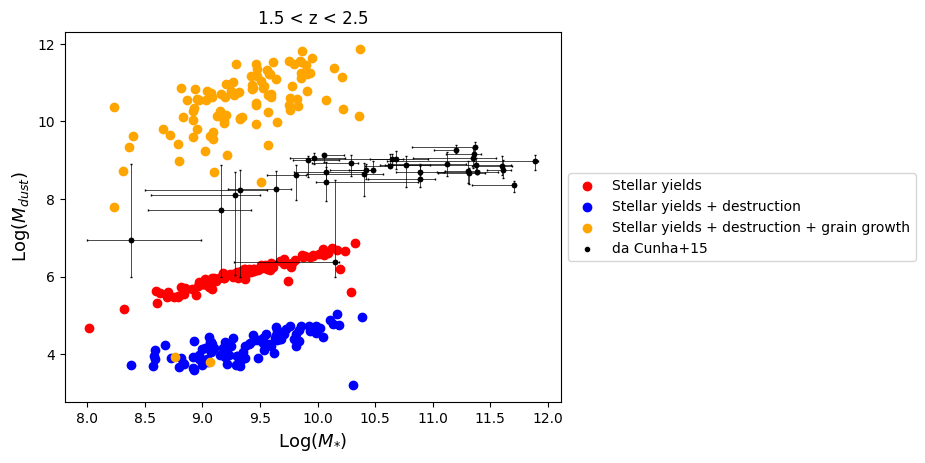 1.5 < z < 2.5
12
10
8
6
4
Log(M_dust)
8.0 8.5 9.0 9.5 10.0 10.5 11.0 11.5 12.0
Log(M_*)
Stellar yields
Stellar yields + destruction
Stellar yields + destruction + grain growth
da Cunha+15